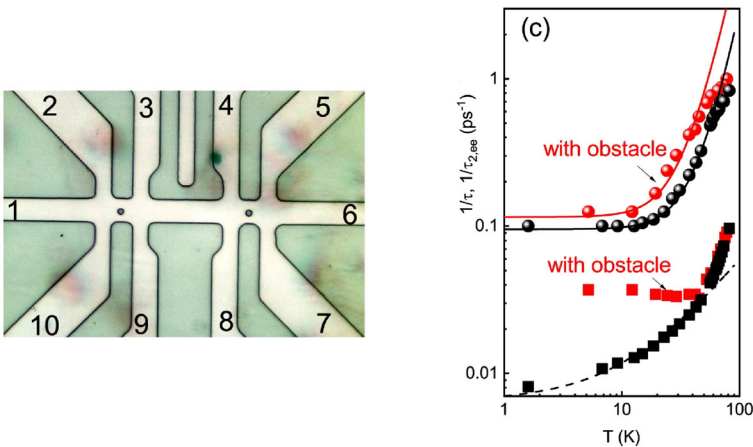 2 3 4 5
1 6
10 9 8 7
(c)
1/τ, 1/τ2,ee (ps-1)
1
0.1
0.01
with obstacle
with obstacle
1 10 100
T (K)